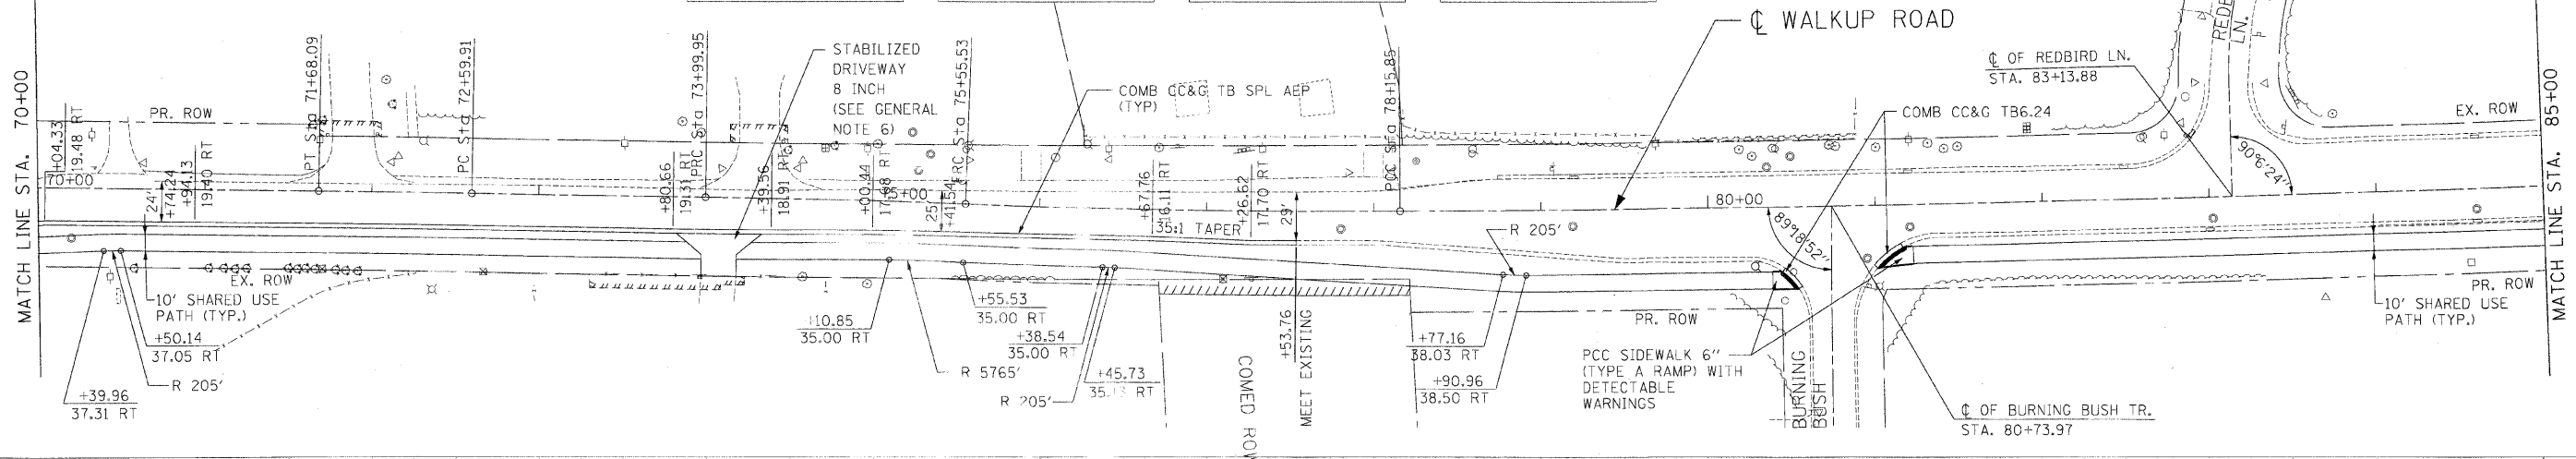 MATCH LINE STA. 70+00
+04.33
19.48 RT
PR. ROW
70+00
24'
+74.24
+94.13
19.40 RT
PT Sta 71+68.09
PC Sta 72+59.91
+80.66
19.31 RT
PRC Sta 73+99.95
+39.56
18.91 RT
STABILIZED
DRIVEWAY
8 INCH
(SEE GENERAL
NOTE 6)
+00.44
17.68 RT
+00
25'
+41.54
PRC Sta 75+55.53
COMB CC&G TB SPL AEP
(TYP)
+67.76
16.11 RT
35:1 TAPER
+26.62
17.70 RT
29'
PCC Sta 78+15.85
℄ WALKUP ROAD
R 205'
80+00
89°18'52"
COMB CC&G TB6.24
℄ OF REDBIRD LN.
STA. 83+13.88
LN.
90°6'24"
EX. ROW
MATCH LINE STA. 85+00
EX. ROW
10' SHARED USE
PATH (TYP.)
+50.14
37.05 RT
R 205'
+39.96
37.31 RT
+10.85
35.00 RT
R 5765'
+55.53
35.00 RT
+38.54
35.00 RT
R 205'
+45.73
COMED ROW
+53.76
MEET EXISTING
+77.16
38.03 RT
+90.96
38.50 RT
PR. ROW
PCC SIDEWALK 6"
(TYPE A RAMP) WITH
DETECTABLE
WARNINGS
BURNING
BUSH
℄ OF BURNING BUSH TR.
STA. 80+73.97
10' SHARED USE
PATH (TYP.)
PR. ROW